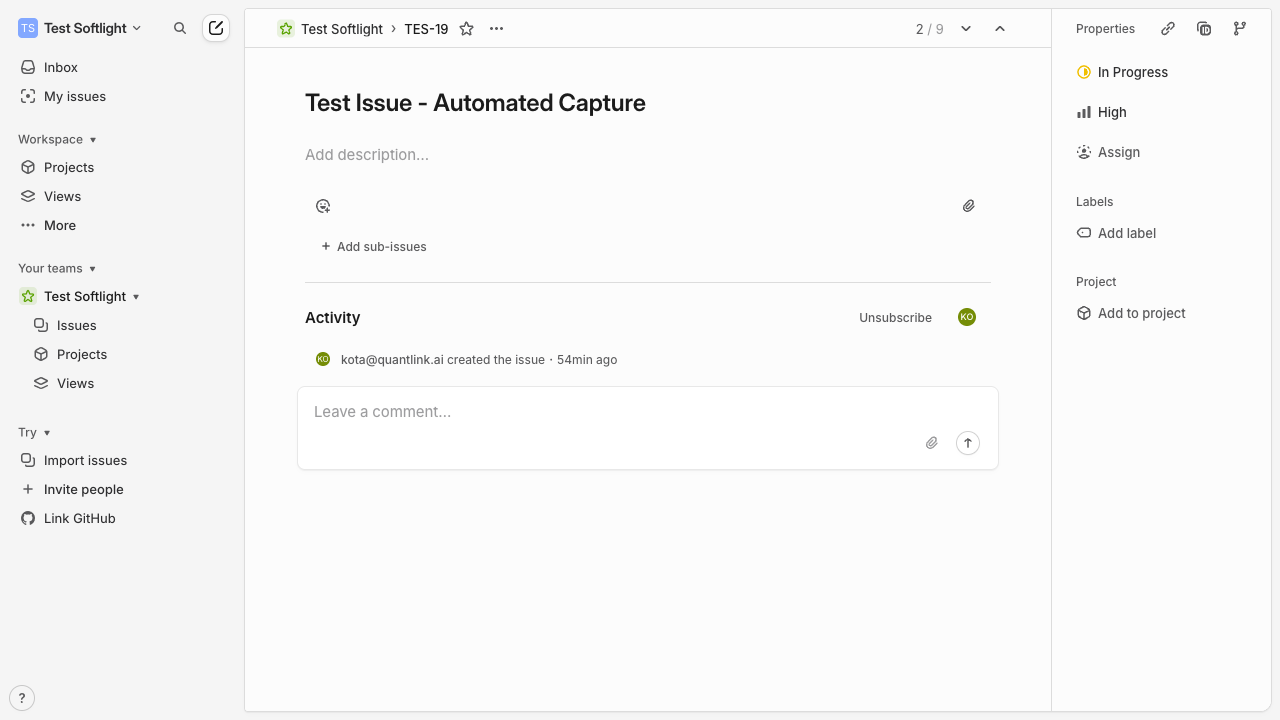 TS Test Softlight
Inbox
My issues
Workspace
Projects
Views
More
Your teams
Test Softlight
Issues
Projects
Views
Try
Import issues
Invite people
Link GitHub
?
Test Softlight › TES-19
2 / 9
Test Issue - Automated Capture
Add description...
+ Add sub-issues
Activity
Unsubscribe KO
KO kota@quantlink.ai created the issue · 54min ago
Leave a comment...
Properties
In Progress
High
Assign
Labels
Add label
Project
Add to project